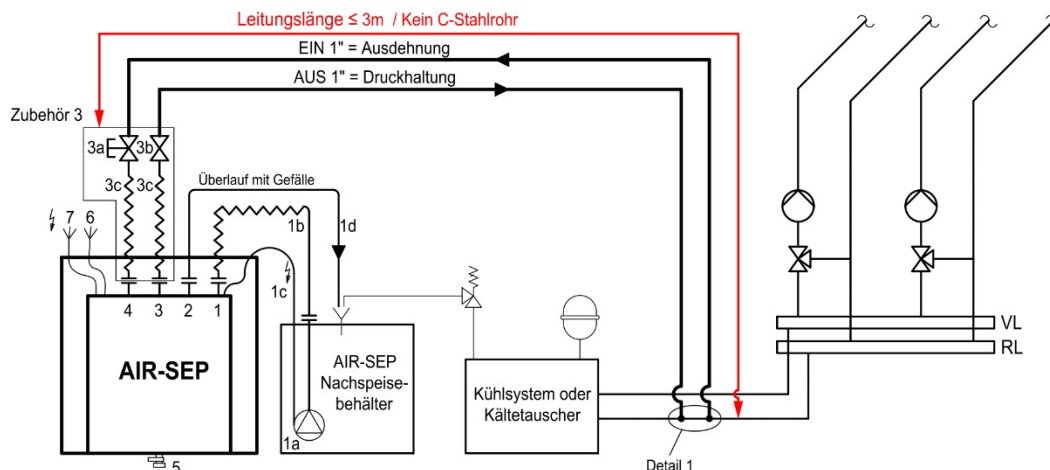 Leitungslänge ≤ 3m / Kein C-Stahlrohr
EIN 1" = Ausdehnung
AUS 1" = Druckhaltung
Zubehör 3
3a
3b
3c
3c
Überlauf mit Gefälle
7
6
1b
1d
1c
4
3
2
1
AIR-SEP
AIR-SEP
Nachspeise-
behälter
1a
5
Kühlsystem oder
Kältetauscher
Detail 1
VL
RL